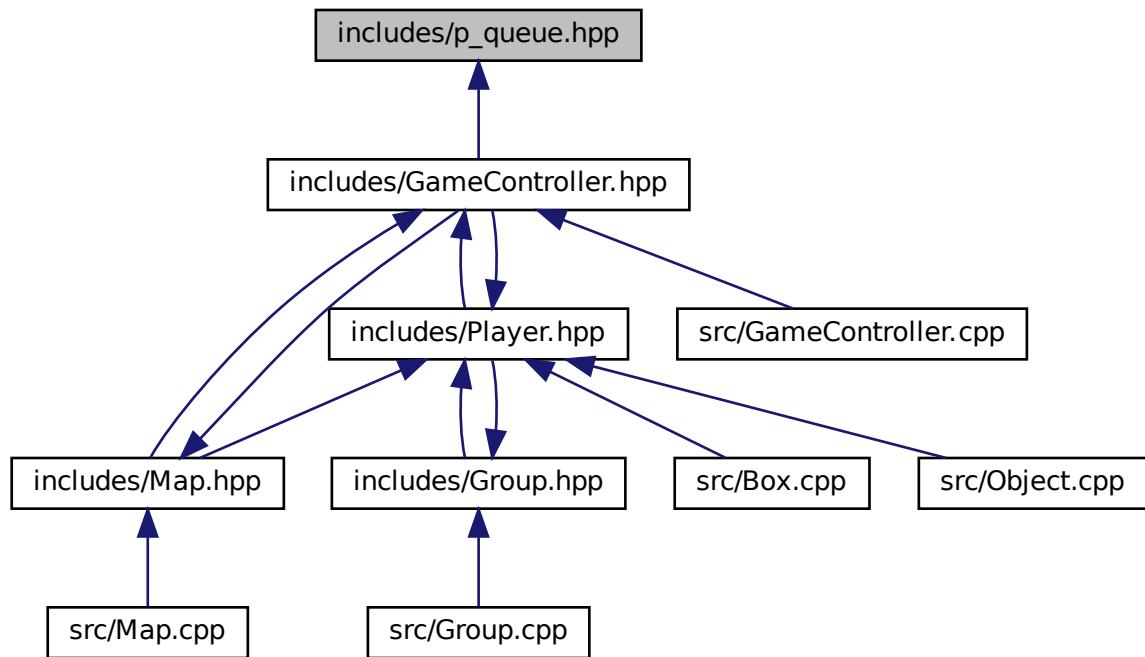 includes/p_queue.hpp
includes/GameController.hpp
includes/Player.hpp
src/GameController.cpp
includes/Map.hpp
includes/Group.hpp
src/Box.cpp
src/Object.cpp
src/Map.cpp
src/Group.cpp